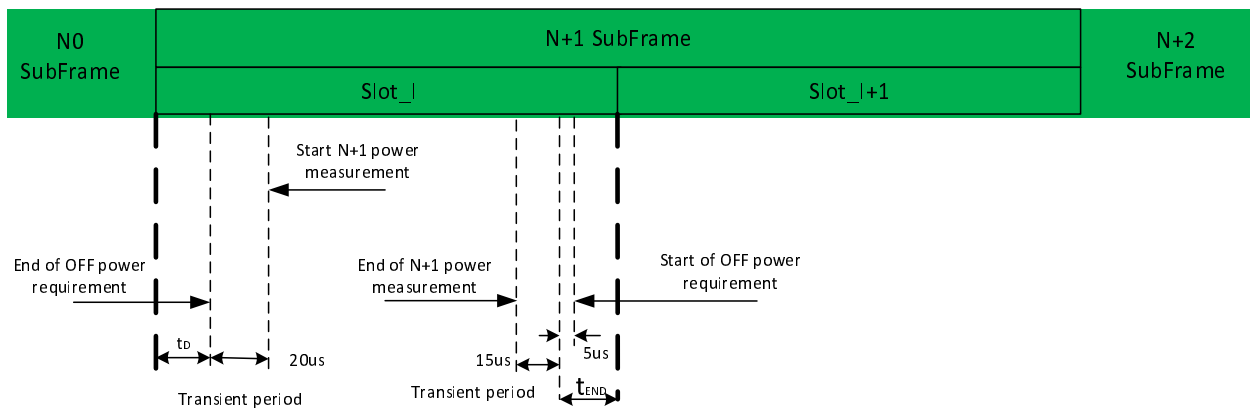 N0
SubFrame
N+1 SubFrame
N+2
SubFrame
Slot_I
Slot_I+1
Start N+1 power
measurement
End of OFF power
requirement
End of N+1 power
measurement
Start of OFF power
requirement
tD
20us
15us
5us
Transient period
Transient period
tEND